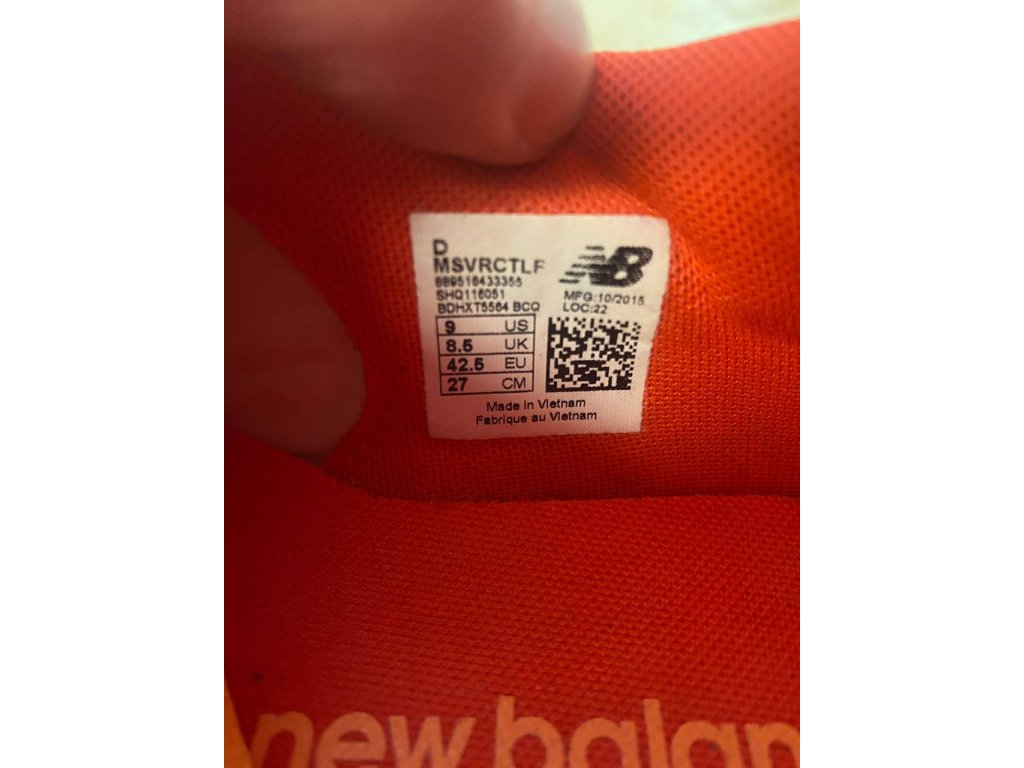 D
MSVRCTLF
889516433355
SHQ116051
BDHXT5564 BCQ
NB
MFG:10/2015
LOC:22
9 US
8.5 UK
42.5 EU
27 CM
Made in Vietnam
Fabrique au Vietnam
new balan